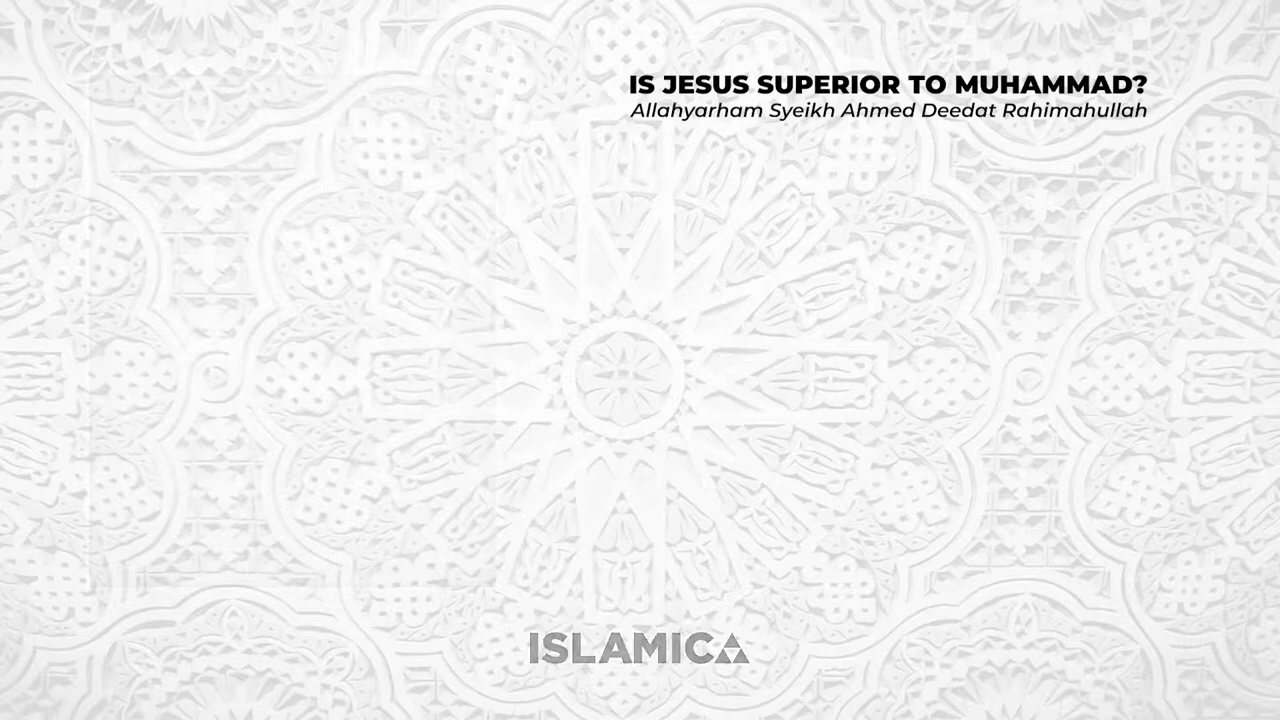 IS JESUS SUPERIOR TO MUHAMMAD?
Allahyarham Syeikh Ahmed Deedat Rahimahullah
ISLAMICA